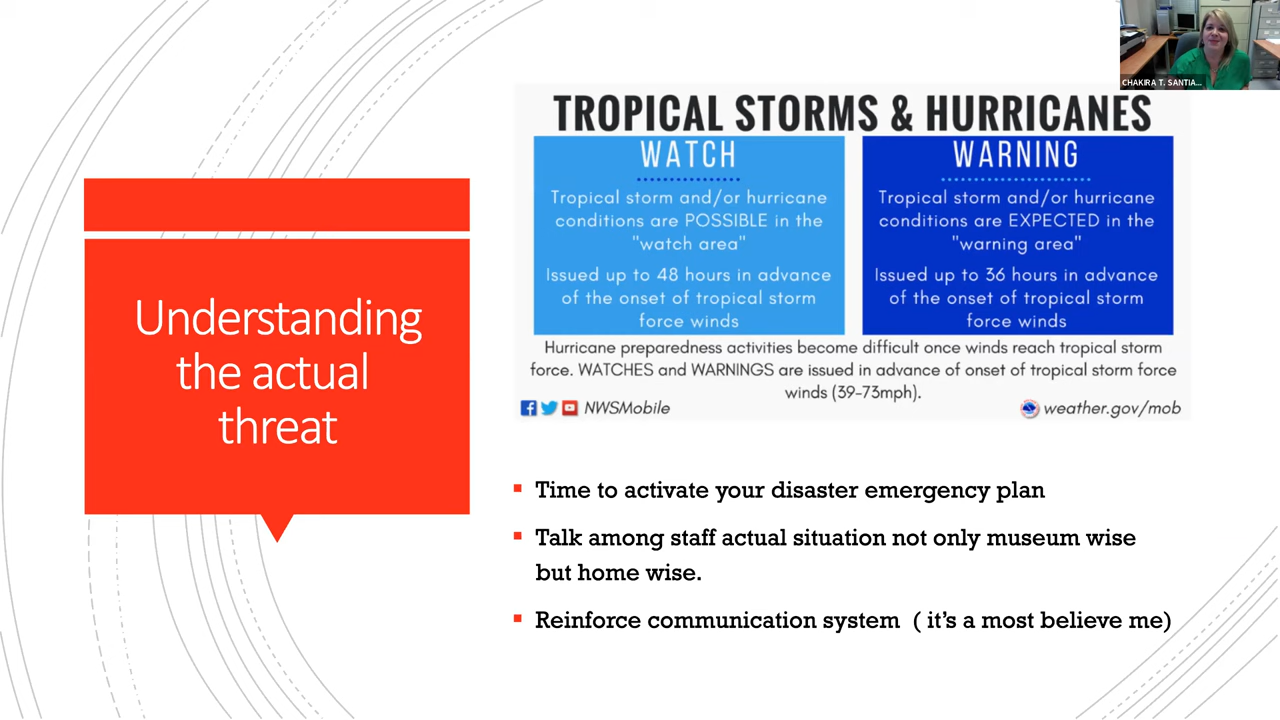 CHAKIRA T. SANTIA...
TROPICAL STORMS & HURRICANES
WATCH
Tropical storm and/or hurricane
conditions are POSSIBLE in the
"watch area"
Issued up to 48 hours in advance
of the onset of tropical storm
force winds
WARNING
Tropical storm and/or hurricane
conditions are EXPECTED in the
"warning area"
Issued up to 36 hours in advance
of the onset of tropical storm
force winds
Hurricane preparedness activities become difficult once winds reach tropical storm
force. WATCHES and WARNINGS are issued in advance of onset of tropical storm force
winds (39-73mph).
NWSMobile
weather.gov/mob
Understanding
the actual
threat
Time to activate your disaster emergency plan
Talk among staff actual situation not only museum wise
but home wise.
Reinforce communication system ( it's a most believe me)